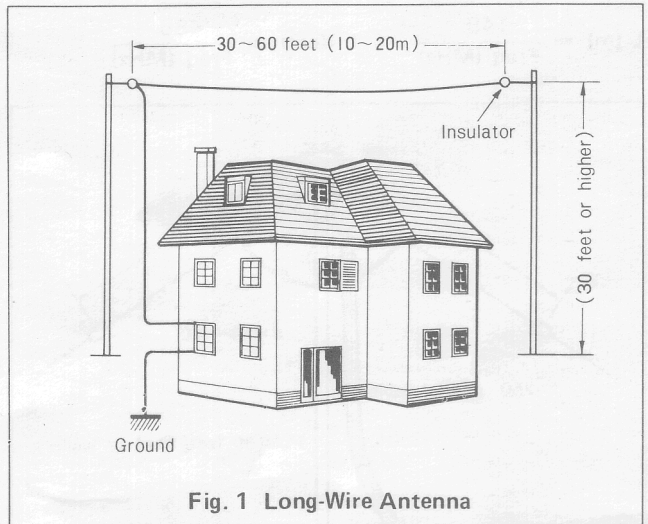 30~60 feet (10~20m)
Insulator
(30 feet or higher)
Ground
Fig. 1 Long-Wire Antenna